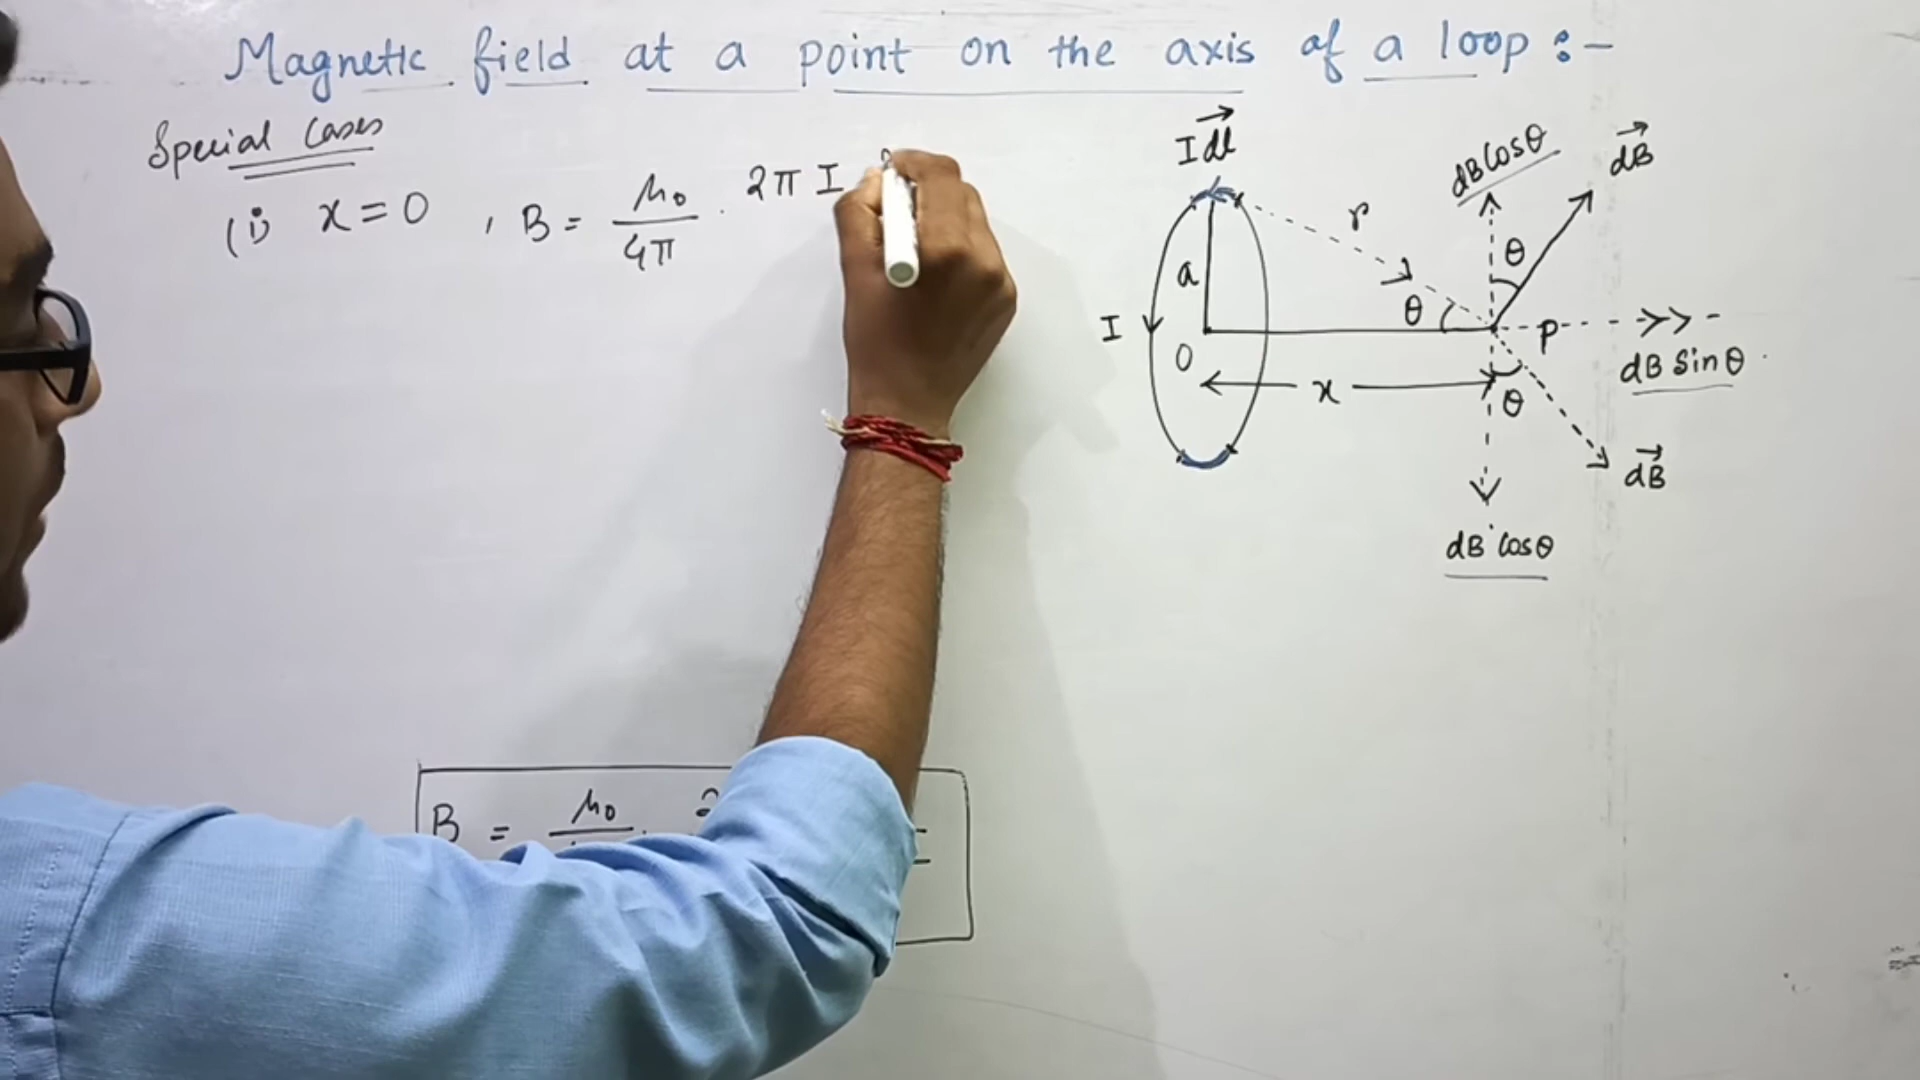 Magnetic field at a point on the axis of a loop :-
Special Cases
(i) x = 0 , B = μ₀ / 4π · 2π I
I dl
a
I
O
x
r
θ
dB Cosθ
dB
θ
P
dB Sinθ
θ
dB
dB Cosθ
B = μ₀ ·